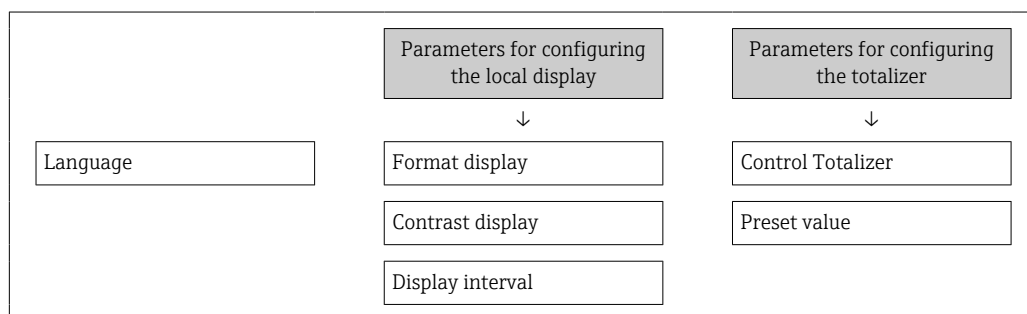 Parameters for configuring
the local display
Parameters for configuring
the totalizer
↓
↓
Language
Format display
Control Totalizer
Contrast display
Preset value
Display interval